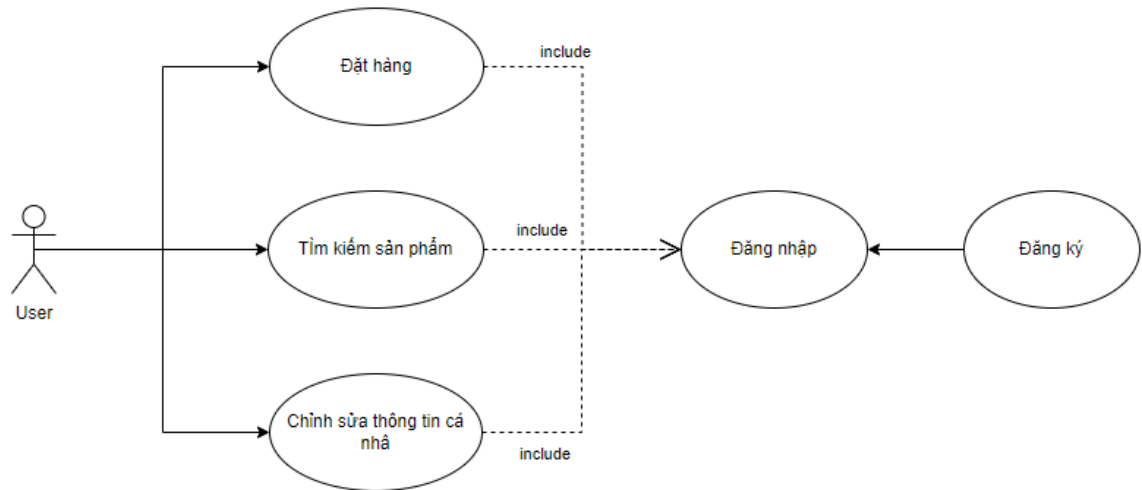 include
Đặt hàng
include
TÌm kiếm sản phẩm
Đăng nhập
Đăng ký
User
Chỉnh sửa thông tin cá
nhâ
include